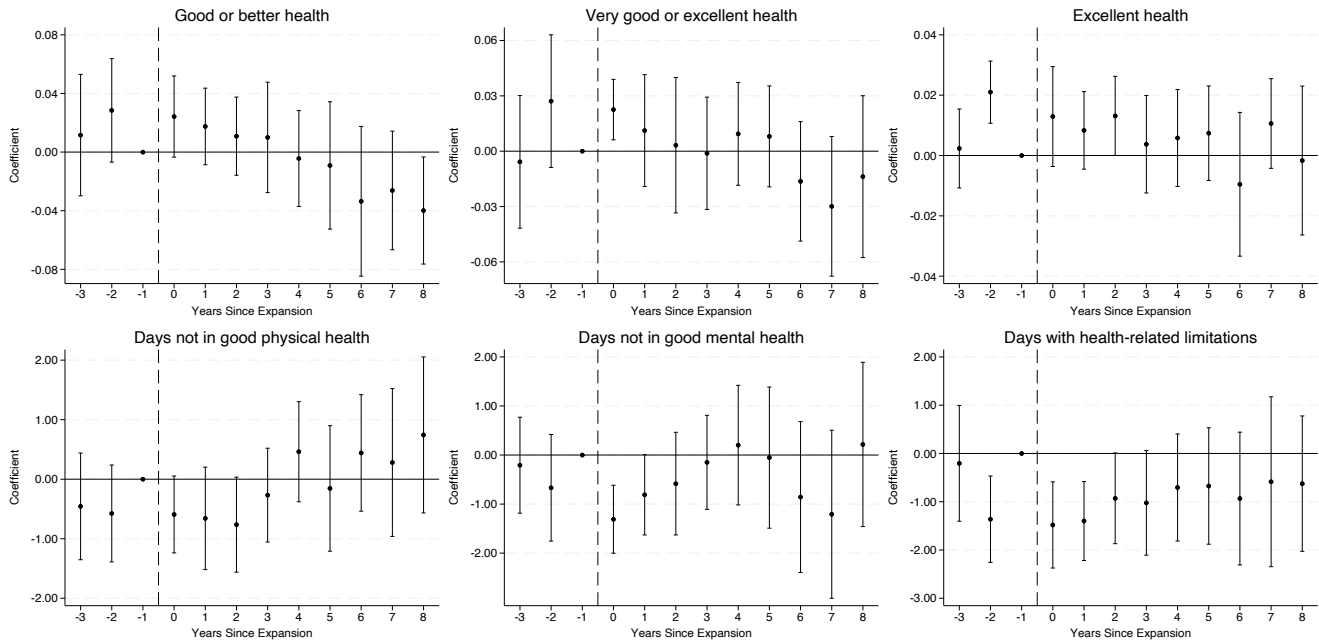 Good or better health
0.08
0.04
0.00
-0.04
-0.08
Coefficient
-3 -2 -1 0 1 2 3 4 5 6 7 8
Years Since Expansion
Very good or excellent health
0.06
0.03
0.00
-0.03
-0.06
Coefficient
-3 -2 -1 0 1 2 3 4 5 6 7 8
Years Since Expansion
Excellent health
0.04
0.02
0.00
-0.02
-0.04
Coefficient
-3 -2 -1 0 1 2 3 4 5 6 7 8
Years Since Expansion
Days not in good physical health
2.00
1.00
0.00
-1.00
-2.00
Coefficient
-3 -2 -1 0 1 2 3 4 5 6 7 8
Years Since Expansion
Days not in good mental health
2.00
1.00
0.00
-1.00
-2.00
Coefficient
-3 -2 -1 0 1 2 3 4 5 6 7 8
Years Since Expansion
Days with health-related limitations
2.00
1.00
0.00
-1.00
-2.00
-3.00
Coefficient
-3 -2 -1 0 1 2 3 4 5 6 7 8
Years Since Expansion